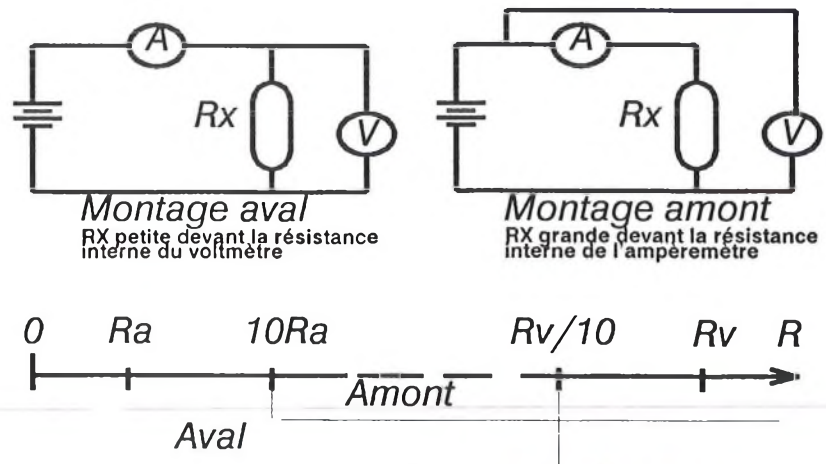 A
Rx
V
Montage aval
RX petite devant la résistance
interne du voltmètre
A
Rx
V
Montage amont
RX grande devant la résistance
interne de l'ampèremètre
0 Ra 10Ra Rv/10 Rv R
Amont
Aval